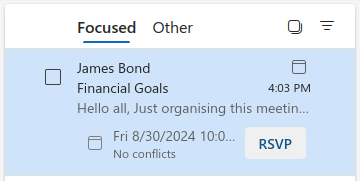 Focused Other
James Bond
Financial Goals 4:03 PM
Hello all, Just organising this meetin...
Fri 8/30/2024 10:0...
No conflicts
RSVP